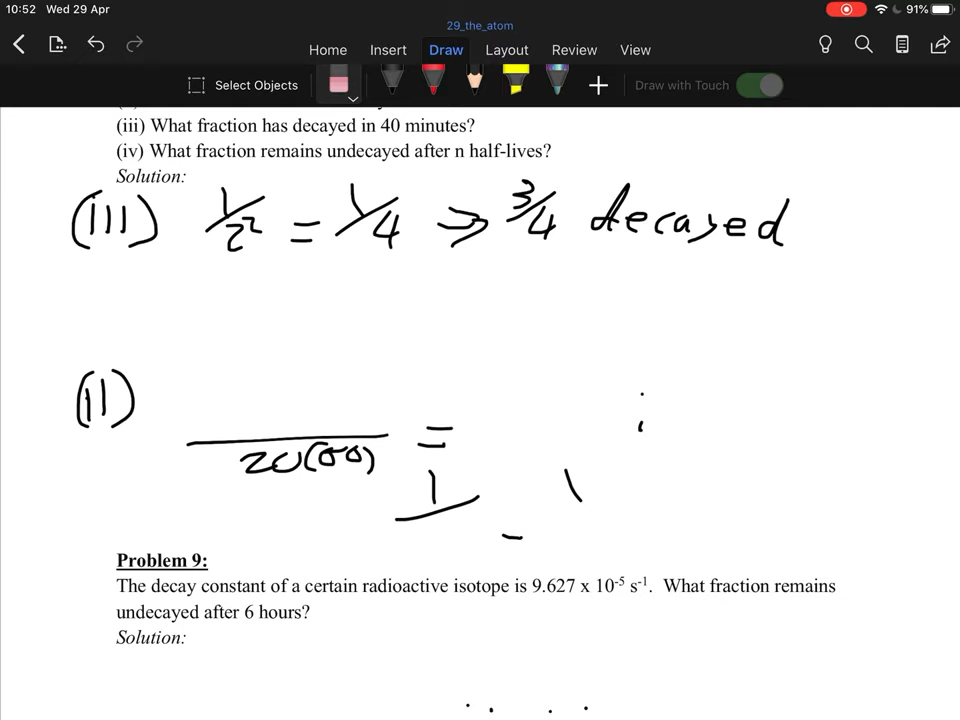 10:52 Wed 29 Apr 91%
29_the_atom
Home Insert Draw Layout Review View
Select Objects Draw with Touch
(iii) What fraction has decayed in 40 minutes?
(iv) What fraction remains undecayed after n half-lives?
Solution:
(iii) 1/2² = 1/4 => 3/4 decayed
(ii)
=
20(60)
1
Problem 9:
The decay constant of a certain radioactive isotope is 9.627 x 10⁻⁵ s⁻¹. What fraction remains
undecayed after 6 hours?
Solution: